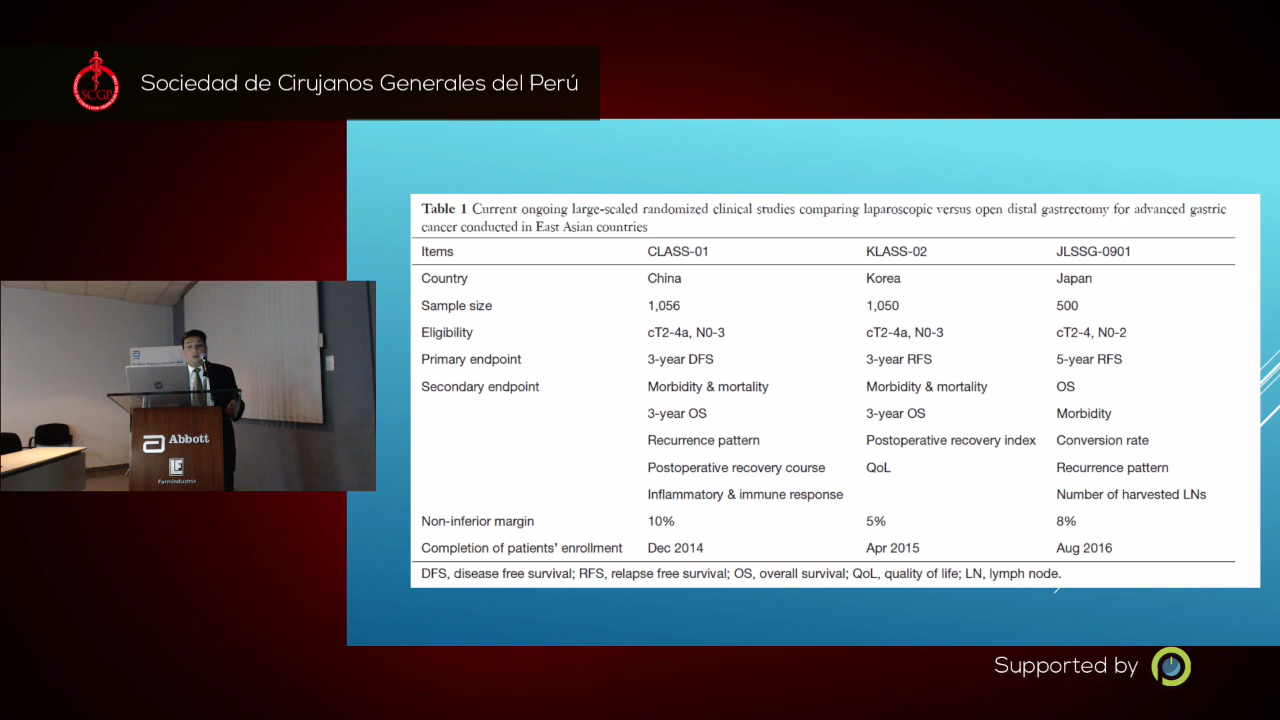 Sociedad de Cirujanos Generales del Perú
SCGP
Table 1 Current ongoing large-scaled randomized clinical studies comparing laparoscopic versus open distal gastrectomy for advanced gastric
cancer conducted in East Asian countries
Items CLASS-01 KLASS-02 JLSSG-0901
Country China Korea Japan
Sample size 1,056 1,050 500
Eligibility cT2-4a, N0-3 cT2-4a, N0-3 cT2-4, N0-2
Primary endpoint 3-year DFS 3-year RFS 5-year RFS
Secondary endpoint Morbidity & mortality Morbidity & mortality OS
3-year OS 3-year OS Morbidity
Recurrence pattern Postoperative recovery index Conversion rate
Postoperative recovery course QoL Recurrence pattern
Inflammatory & immune response Number of harvested LNs
Non-inferior margin 10% 5% 8%
Completion of patients' enrollment Dec 2014 Apr 2015 Aug 2016
DFS, disease free survival; RFS, relapse free survival; OS, overall survival; QoL, quality of life; LN, lymph node.
hp
Abbott
Farmindustria
Supported by